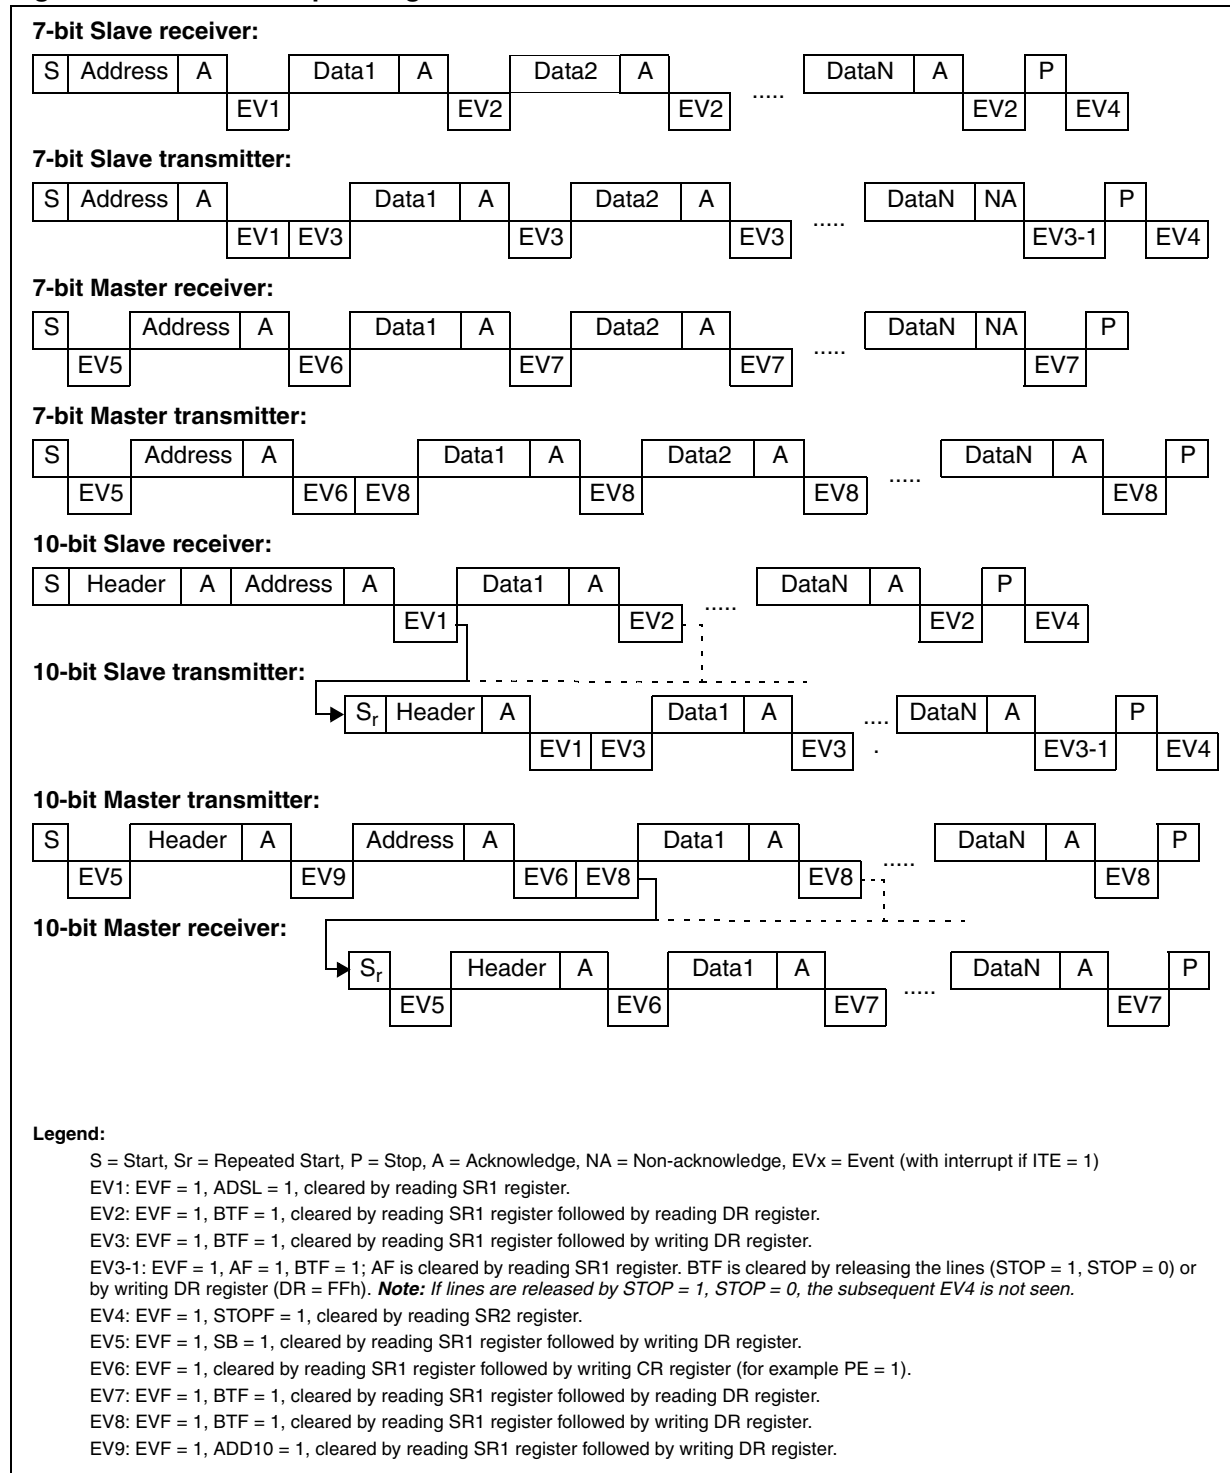 7-bit Slave receiver:
S Address A Data1 A Data2 A ..... DataN A P
EV1 EV2 EV2 EV2 EV4
7-bit Slave transmitter:
S Address A Data1 A Data2 A ..... DataN NA P
EV1 EV3 EV3 EV3 EV3-1 EV4
7-bit Master receiver:
S Address A Data1 A Data2 A ..... DataN NA P
EV5 EV6 EV7 EV7 EV7
7-bit Master transmitter:
S Address A Data1 A Data2 A ..... DataN A P
EV5 EV6 EV8 EV8 EV8 EV8
10-bit Slave receiver:
S Header A Address A Data1 A ..... DataN A P
EV1 EV2 EV2 EV4
10-bit Slave transmitter:
Sr Header A Data1 A .... DataN A P
EV1 EV3 EV3 . EV3-1 EV4
10-bit Master transmitter:
S Header A Address A Data1 A ..... DataN A P
EV5 EV9 EV6 EV8 EV8 EV8
10-bit Master receiver:
Sr Header A Data1 A ..... DataN A P
EV5 EV6 EV7 EV7
Legend:
S = Start, Sr = Repeated Start, P = Stop, A = Acknowledge, NA = Non-acknowledge, EVx = Event (with interrupt if ITE = 1)
EV1: EVF = 1, ADSL = 1, cleared by reading SR1 register.
EV2: EVF = 1, BTF = 1, cleared by reading SR1 register followed by reading DR register.
EV3: EVF = 1, BTF = 1, cleared by reading SR1 register followed by writing DR register.
EV3-1: EVF = 1, AF = 1, BTF = 1; AF is cleared by reading SR1 register. BTF is cleared by releasing the lines (STOP = 1, STOP = 0) or
by writing DR register (DR = FFh). Note: If lines are released by STOP = 1, STOP = 0, the subsequent EV4 is not seen.
EV4: EVF = 1, STOPF = 1, cleared by reading SR2 register.
EV5: EVF = 1, SB = 1, cleared by reading SR1 register followed by writing DR register.
EV6: EVF = 1, cleared by reading SR1 register followed by writing CR register (for example PE = 1).
EV7: EVF = 1, BTF = 1, cleared by reading SR1 register followed by reading DR register.
EV8: EVF = 1, BTF = 1, cleared by reading SR1 register followed by writing DR register.
EV9: EVF = 1, ADD10 = 1, cleared by reading SR1 register followed by writing DR register.